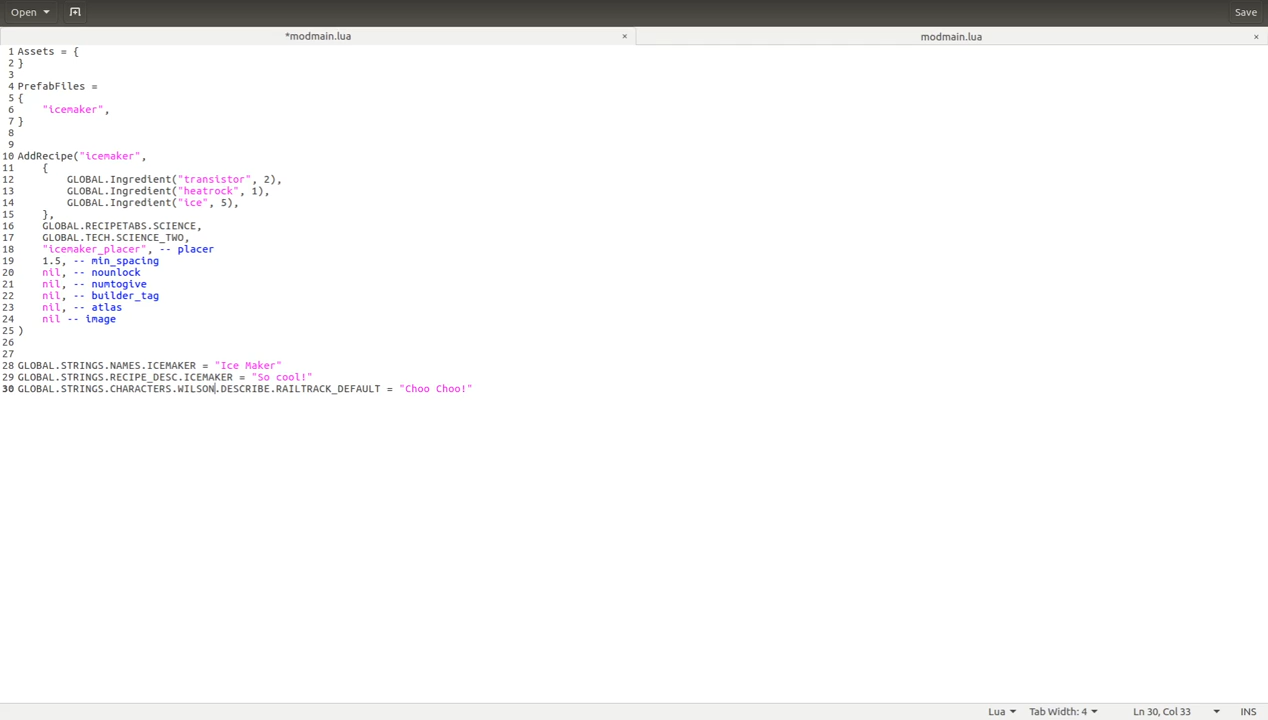 Open
Save
*modmain.lua ×
modmain.lua ×
1 Assets = {
2 }
3
4 PrefabFiles =
5 {
6     "icemaker",
7 }
8
9
10 AddRecipe("icemaker",
11     {
12         GLOBAL.Ingredient("transistor", 2),
13         GLOBAL.Ingredient("heatrock", 1),
14         GLOBAL.Ingredient("ice", 5),
15     },
16     GLOBAL.RECIPETABS.SCIENCE,
17     GLOBAL.TECH.SCIENCE_TWO,
18     "icemaker_placer", -- placer
19     1.5, -- min_spacing
20     nil, -- nounlock
21     nil, -- numtogive
22     nil, -- builder_tag
23     nil, -- atlas
24     nil -- image
25 )
26
27
28 GLOBAL.STRINGS.NAMES.ICEMAKER = "Ice Maker"
29 GLOBAL.STRINGS.RECIPE_DESC.ICEMAKER = "So cool!"
30 GLOBAL.STRINGS.CHARACTERS.WILSON.DESCRIBE.RAILTRACK_DEFAULT = "Choo Choo!"
Lua Tab Width: 4 Ln 30, Col 33 INS